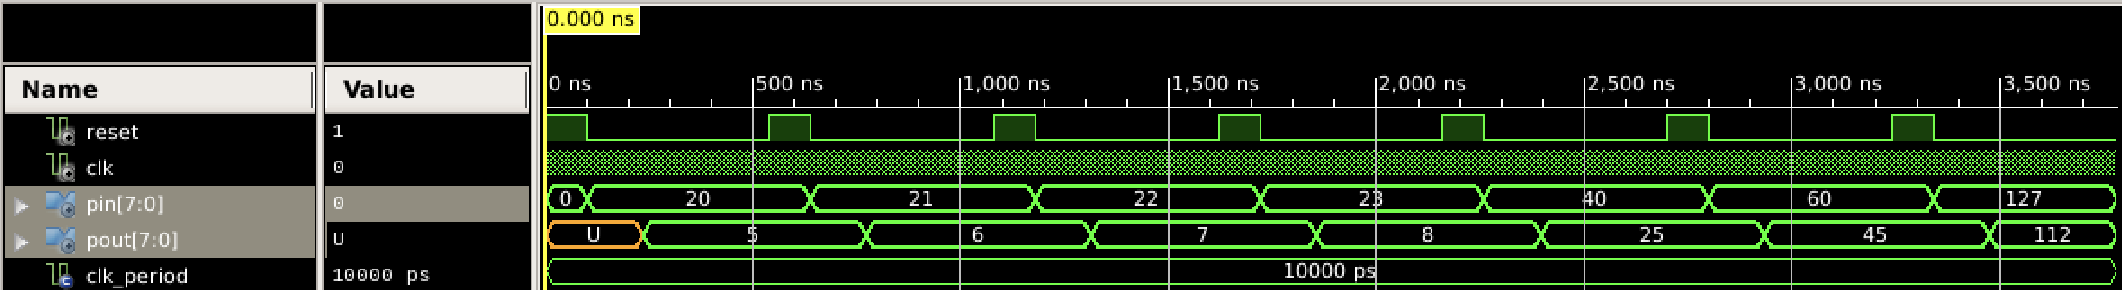 0.000 ns
Name Value 0 ns 500 ns 1,000 ns 1,500 ns 2,000 ns 2,500 ns 3,000 ns 3,500 ns
reset 1
clk 0
pin[7:0] 0 0 20 21 22 23 40 60 127
pout[7:0] U U 5 6 7 8 25 45 112
clk_period 10000 ps 10000 ps